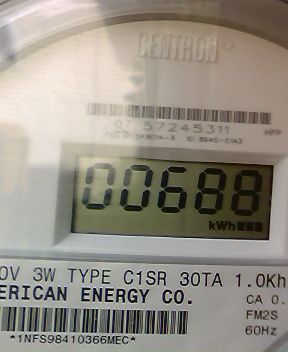 CENTRON®
07 57245311
00688
kWh
0V 3W TYPE C1SR 30TA 1.0Kh
ERICAN ENERGY CO.
CA 0.
FM2S
60Hz
*1NFS98410366MEC*